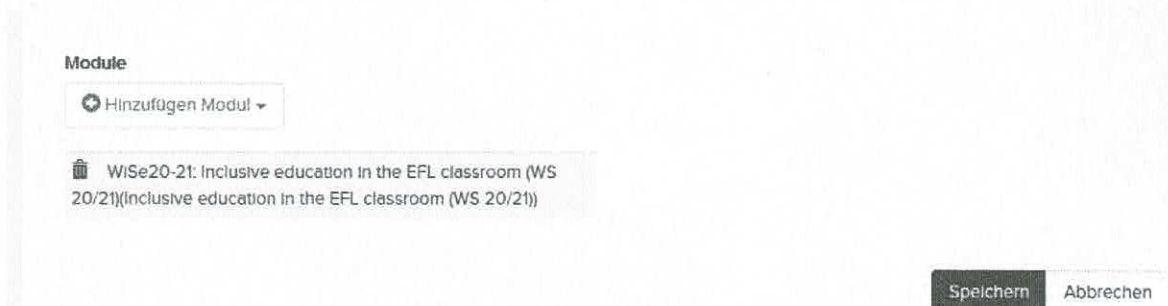 Module
Hinzufügen Modul
WiSe20-21: Inclusive education in the EFL classroom (WS
20/21)(Inclusive education in the EFL classroom (WS 20/21))
Speichern Abbrechen